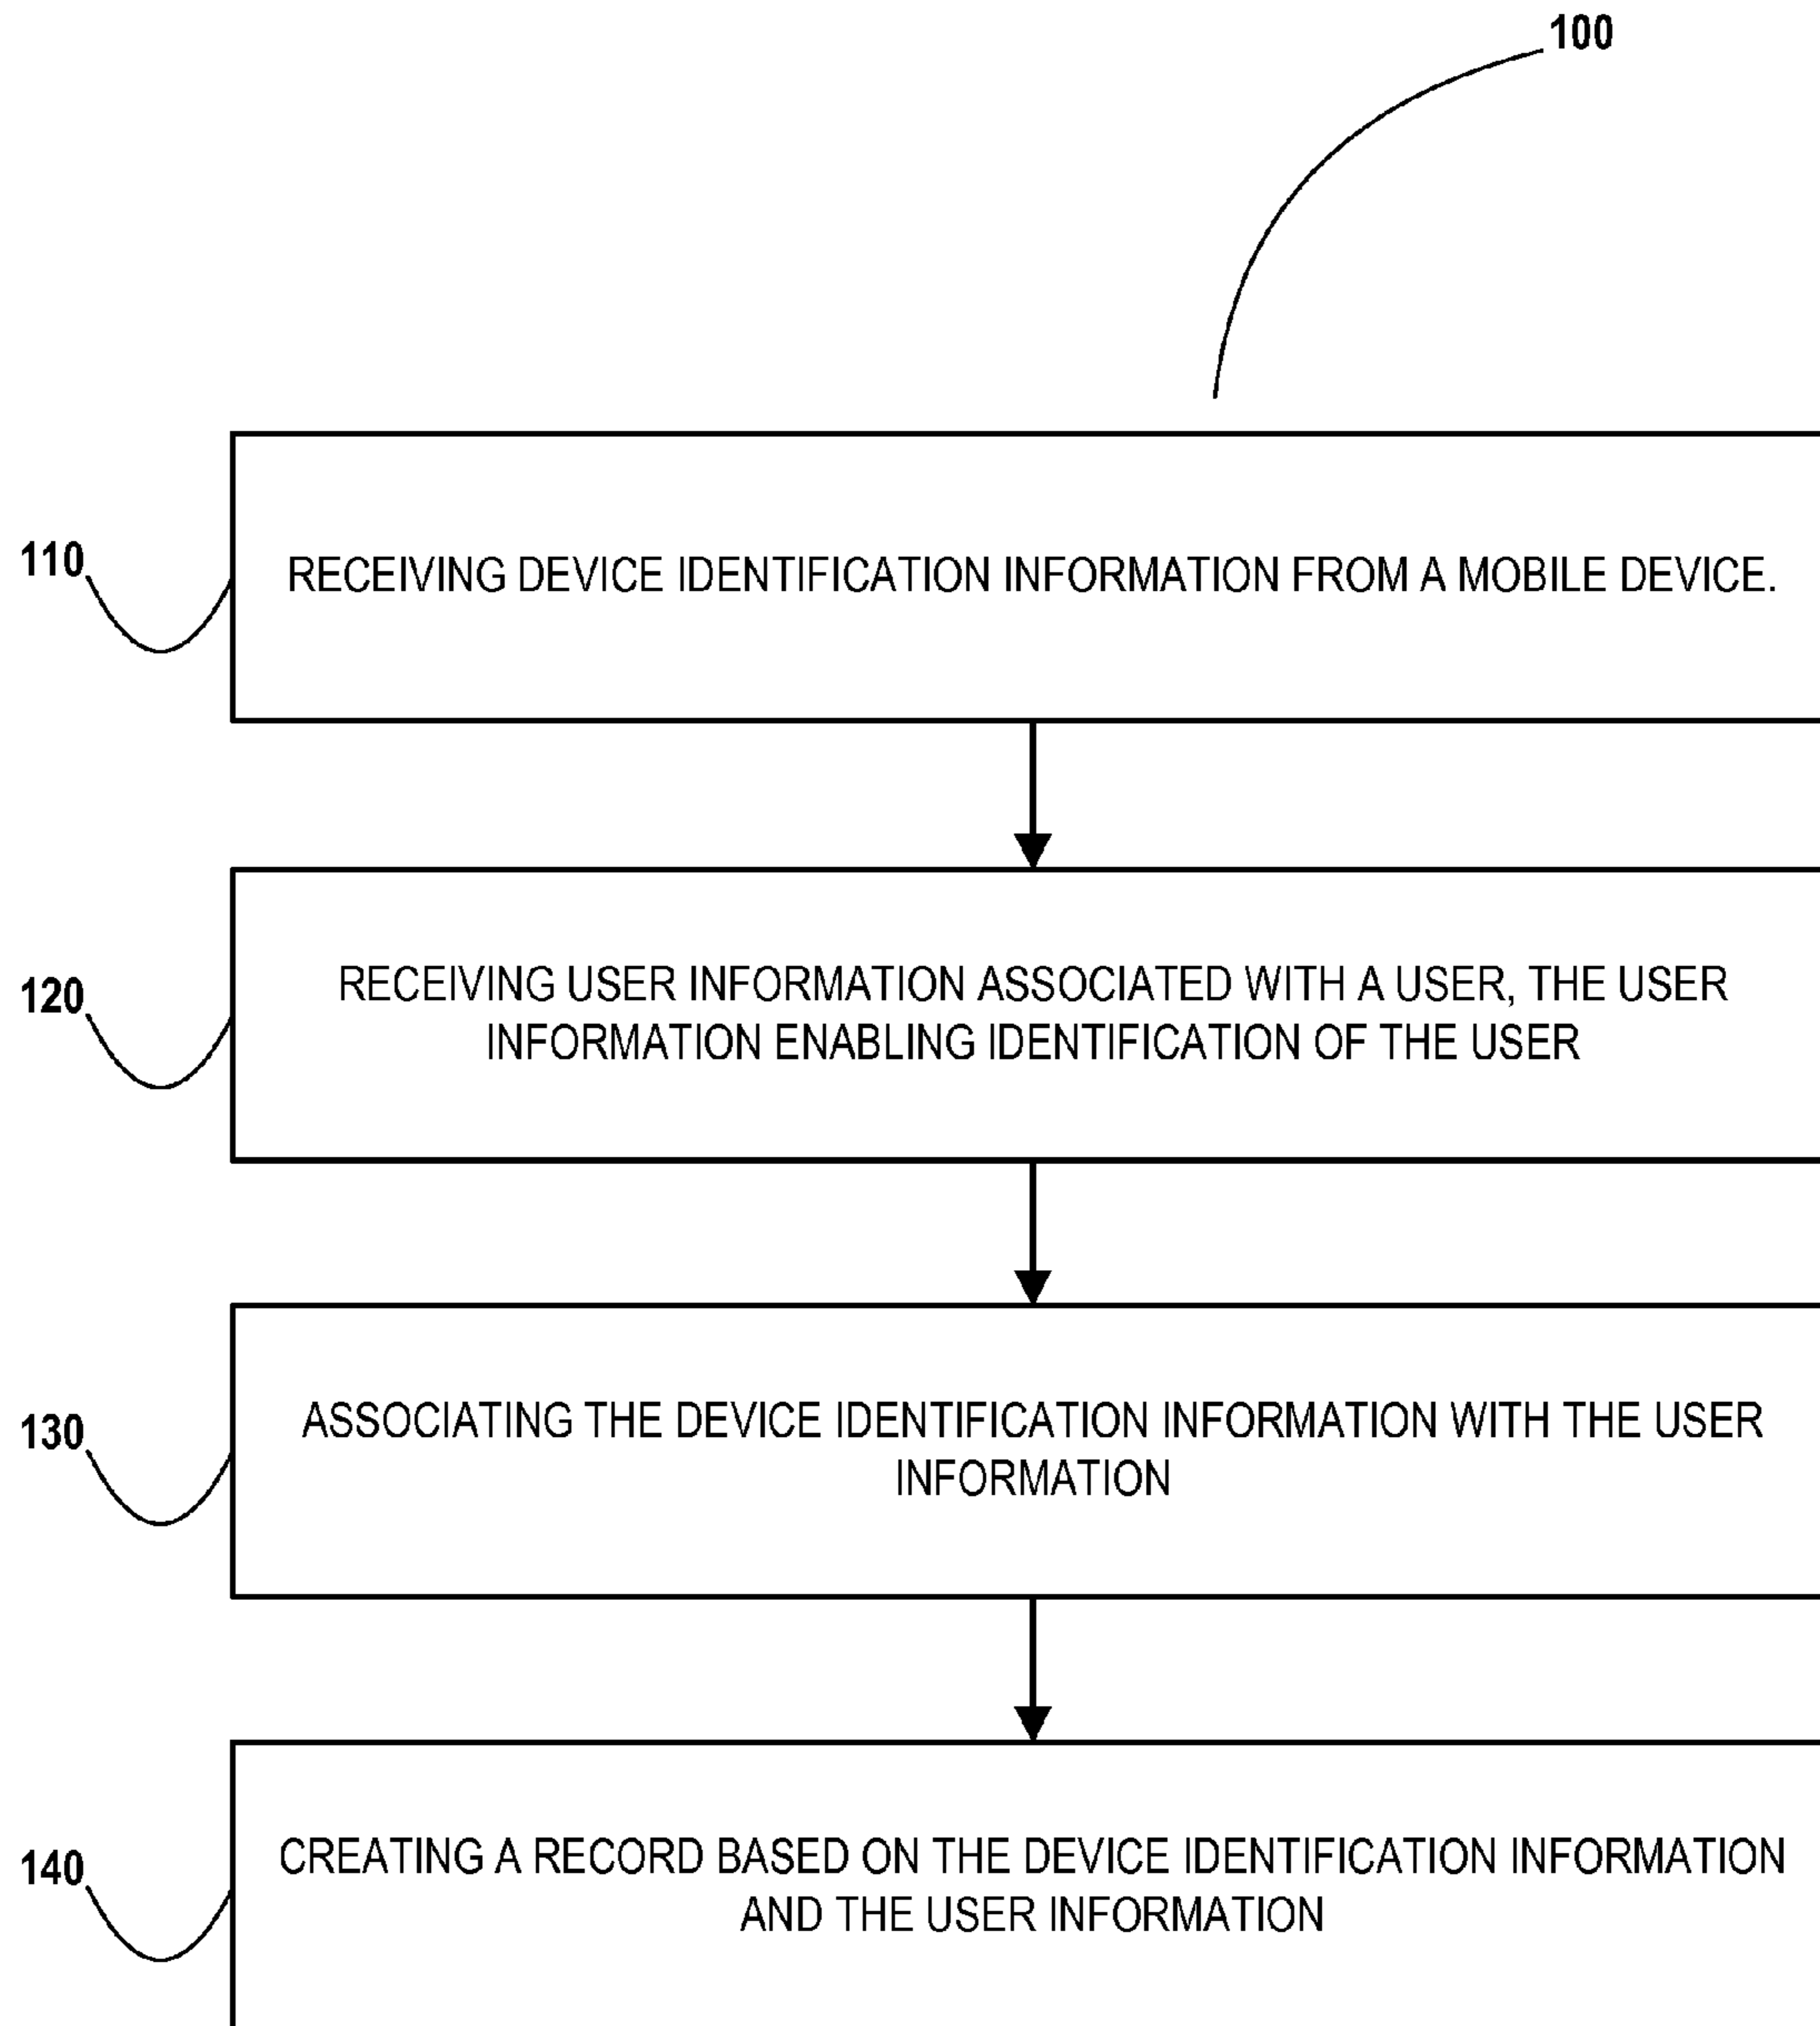 100
110
RECEIVING DEVICE IDENTIFICATION INFORMATION FROM A MOBILE DEVICE.
120
RECEIVING USER INFORMATION ASSOCIATED WITH A USER, THE USER
INFORMATION ENABLING IDENTIFICATION OF THE USER
130
ASSOCIATING THE DEVICE IDENTIFICATION INFORMATION WITH THE USER
INFORMATION
140
CREATING A RECORD BASED ON THE DEVICE IDENTIFICATION INFORMATION
AND THE USER INFORMATION